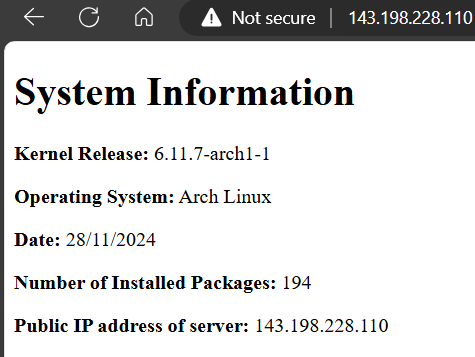 Not secure | 143.198.228.110
System Information
Kernel Release: 6.11.7-arch1-1
Operating System: Arch Linux
Date: 28/11/2024
Number of Installed Packages: 194
Public IP address of server: 143.198.228.110